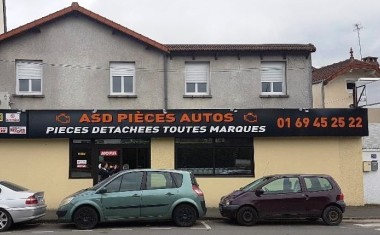 ASD PIÈCES AUTOS
PIECES DETACHEES TOUTES MARQUES
01 69 45 25 22